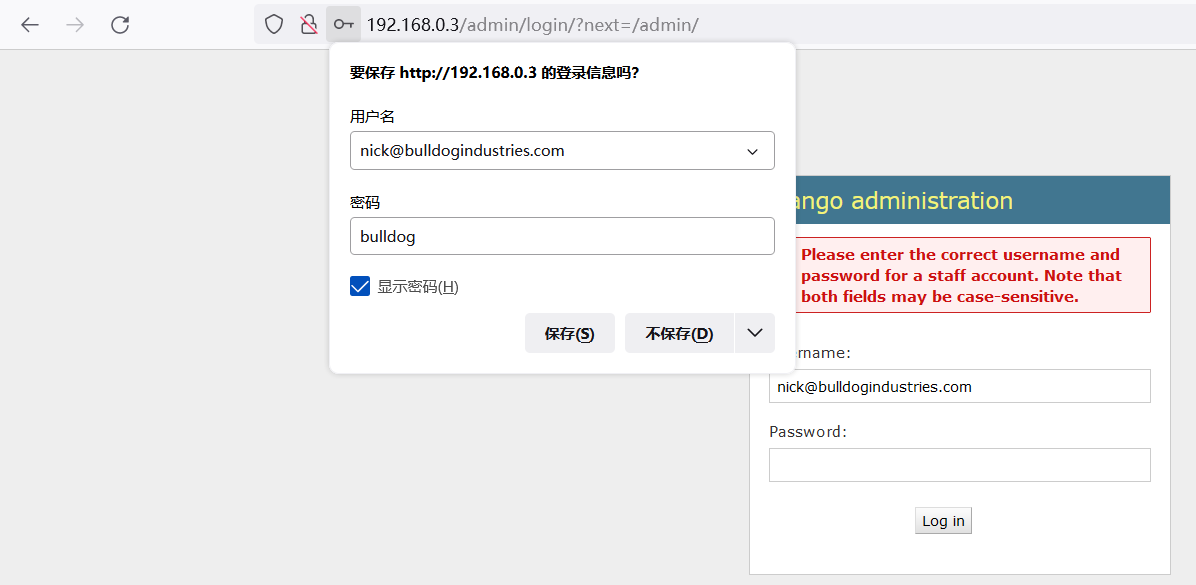 192.168.0.3/admin/login/?next=/admin/
要保存 http://192.168.0.3 的登录信息吗?
用户名
nick@bulldogindustries.com
密码
bulldog
显示密码(H)
保存(S) 不保存(D)
ango administration
Please enter the correct username and
password for a staff account. Note that
both fields may be case-sensitive.
rname:
nick@bulldogindustries.com
Password:
Log in